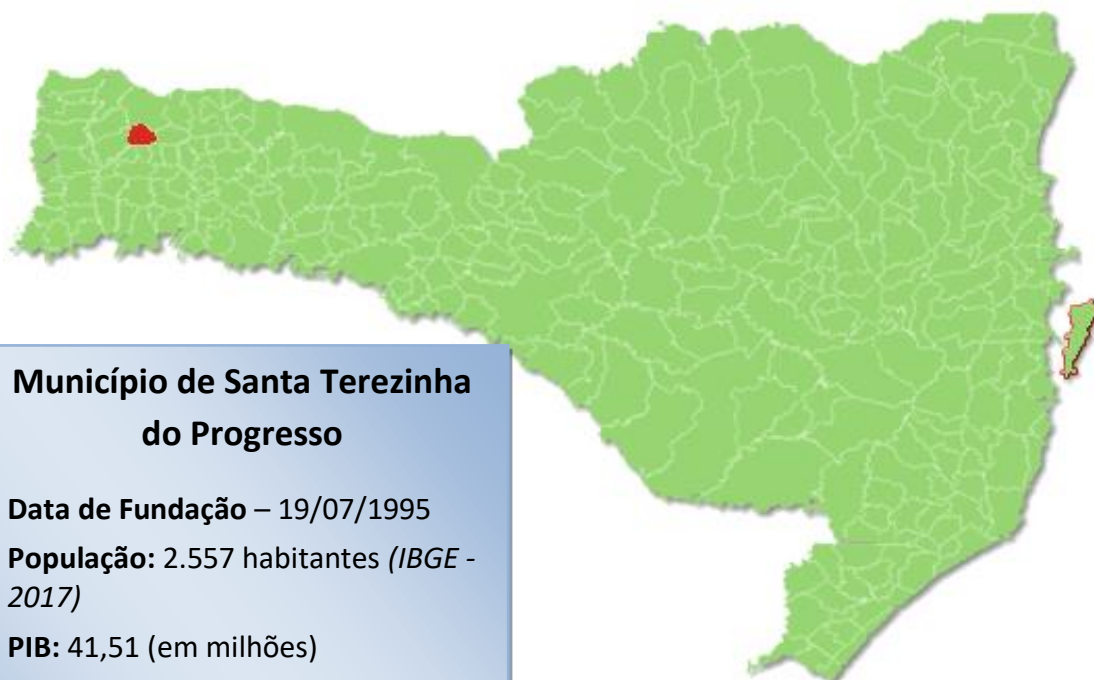 Município de Santa Terezinha
do Progresso
Data de Fundação – 19/07/1995
População: 2.557 habitantes (IBGE -
2017)
PIB: 41,51 (em milhões)